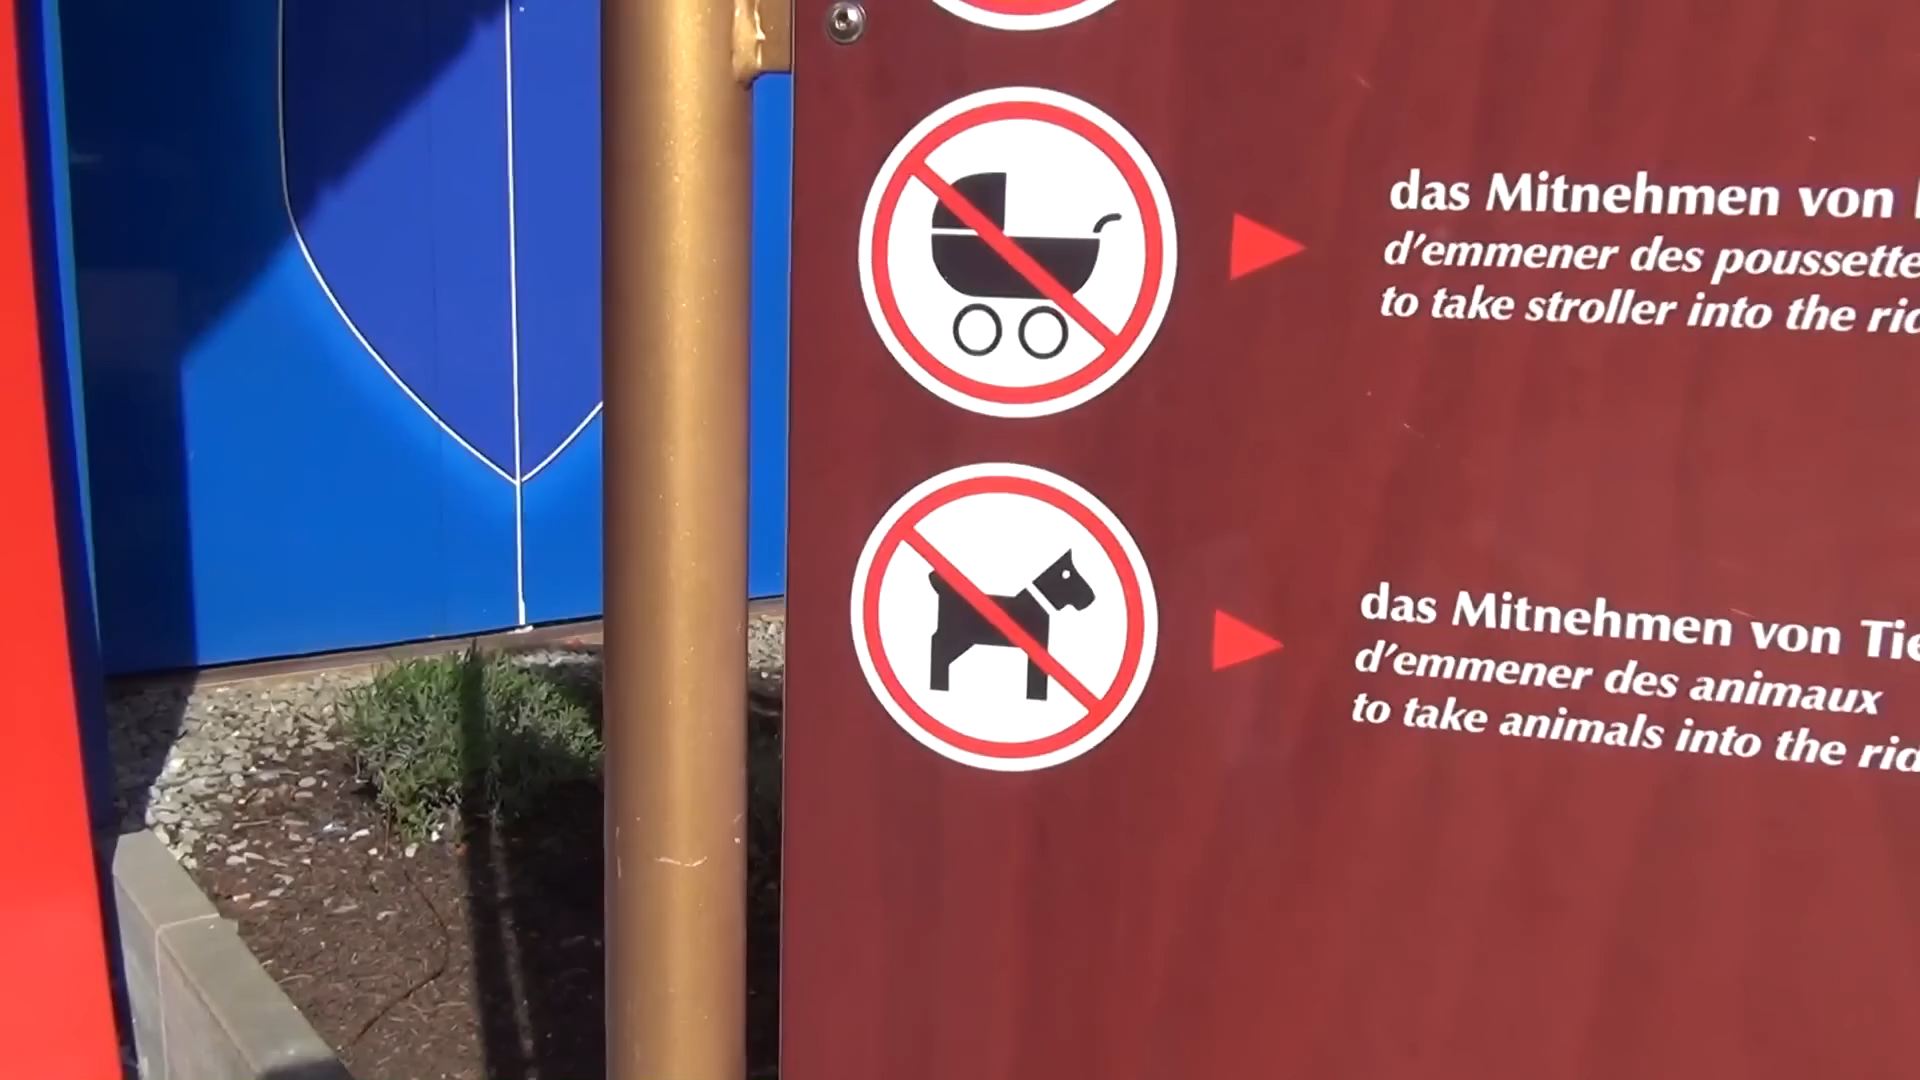 das Mitnehmen von
d'emmener des poussette
to take stroller into the
das Mitnehmen von
d'emmener des animaux
to take animals into the